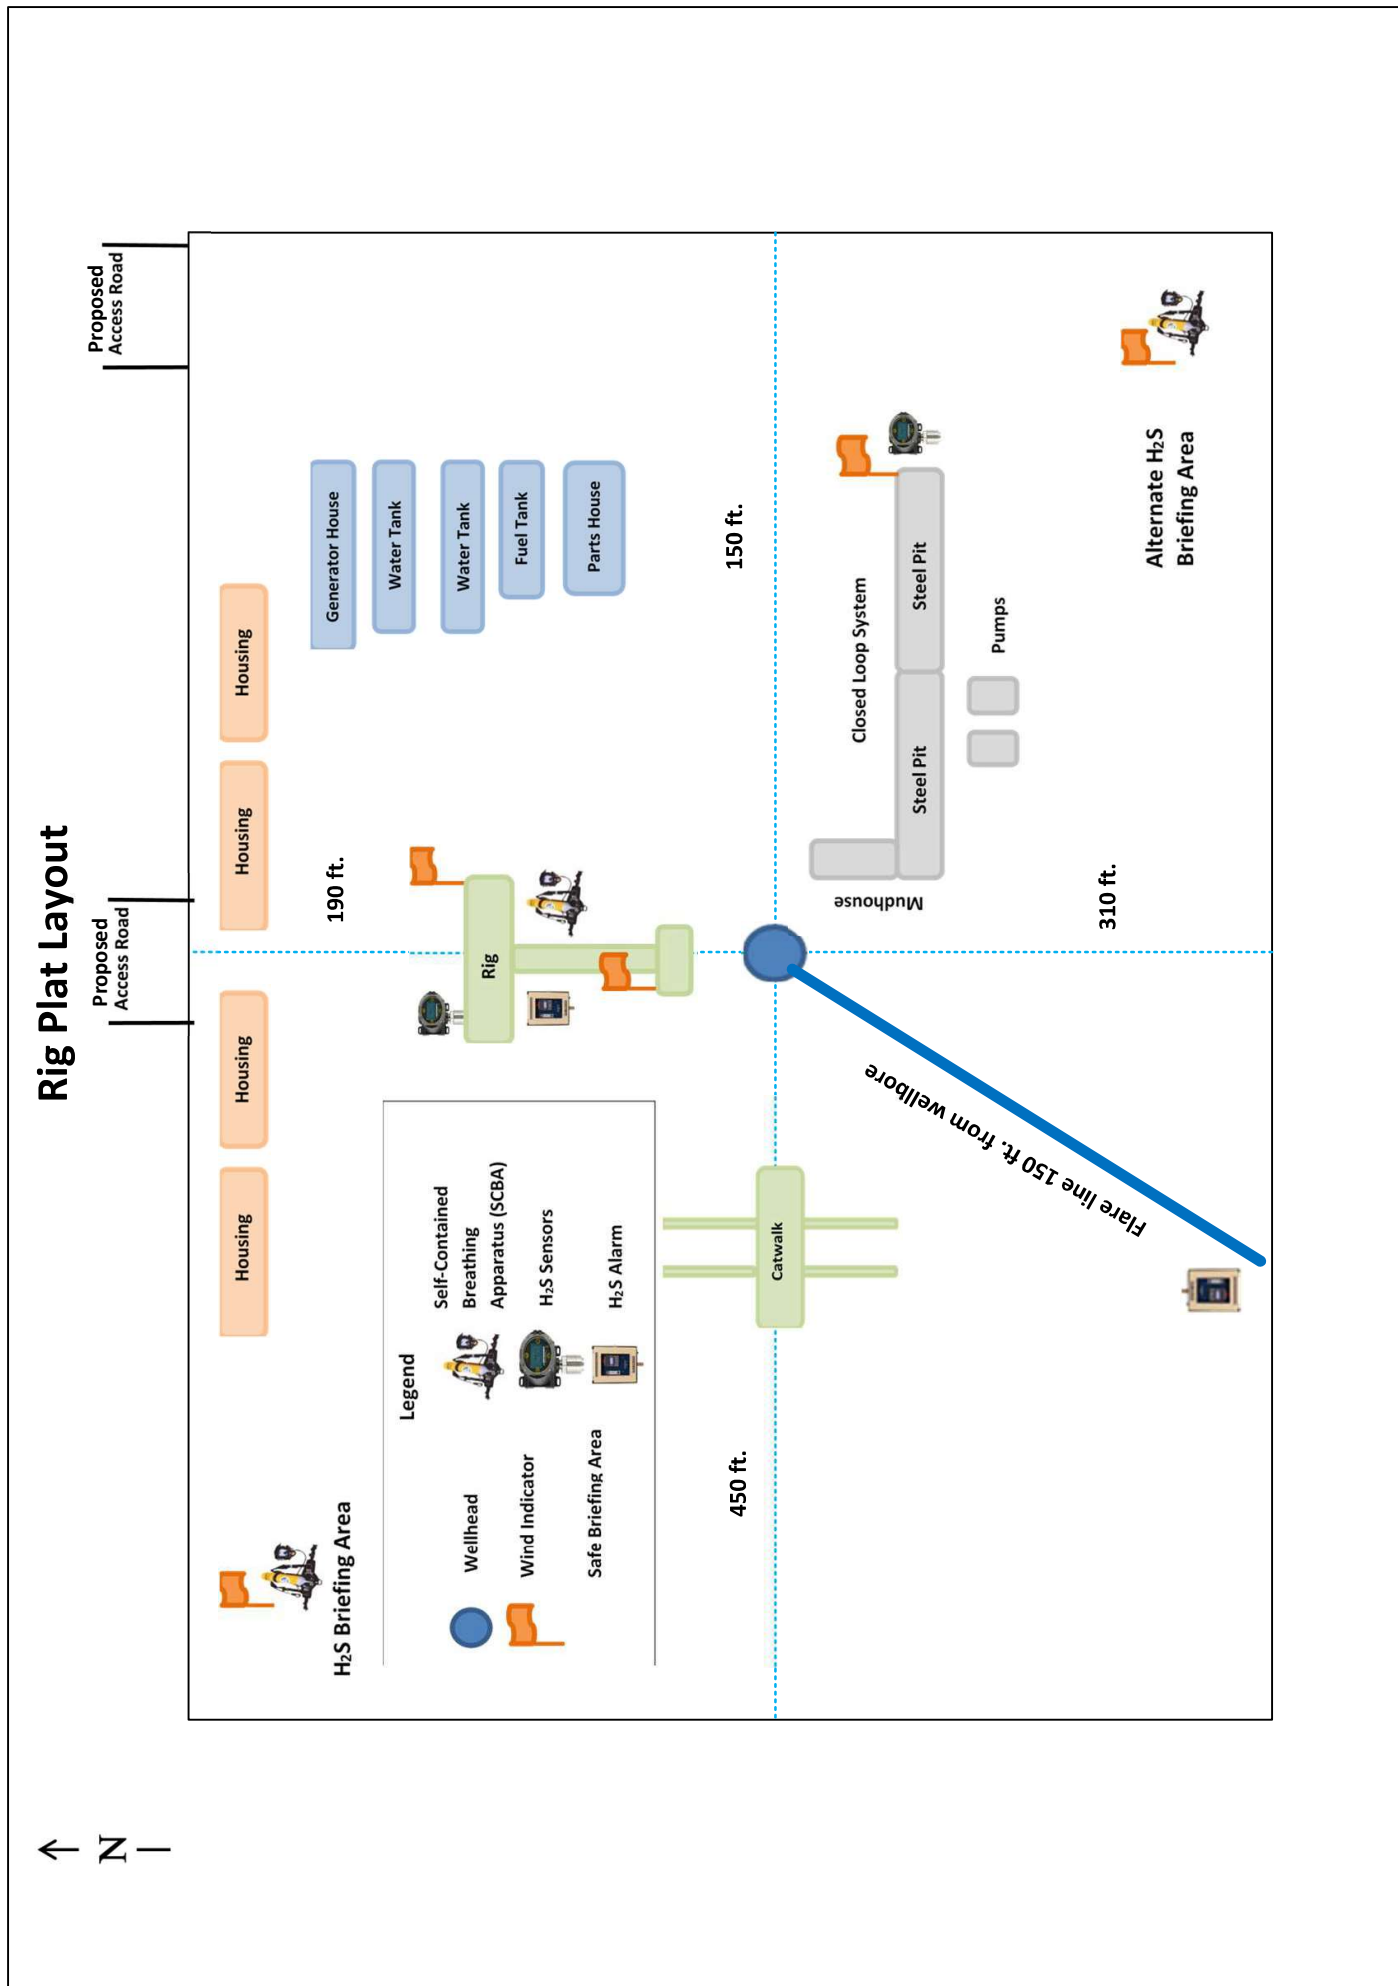 Rig Plat Layout
Proposed
Access Road
Proposed
Access Road
Housing
Housing
Housing
Housing
H₂S Briefing Area
190 ft.
Generator House
Water Tank
Water Tank
Fuel Tank
Parts House
Rig
Legend
Wellhead
Wind Indicator
Safe Briefing Area
Self-Contained
Breathing
Apparatus (SCBA)
H₂S Sensors
H₂S Alarm
450 ft.
150 ft.
Catwalk
Closed Loop System
Mudhouse
Steel Pit
Steel Pit
Pumps
310 ft.
Alternate H₂S
Briefing Area
Flare line 150 ft. from wellbore
N